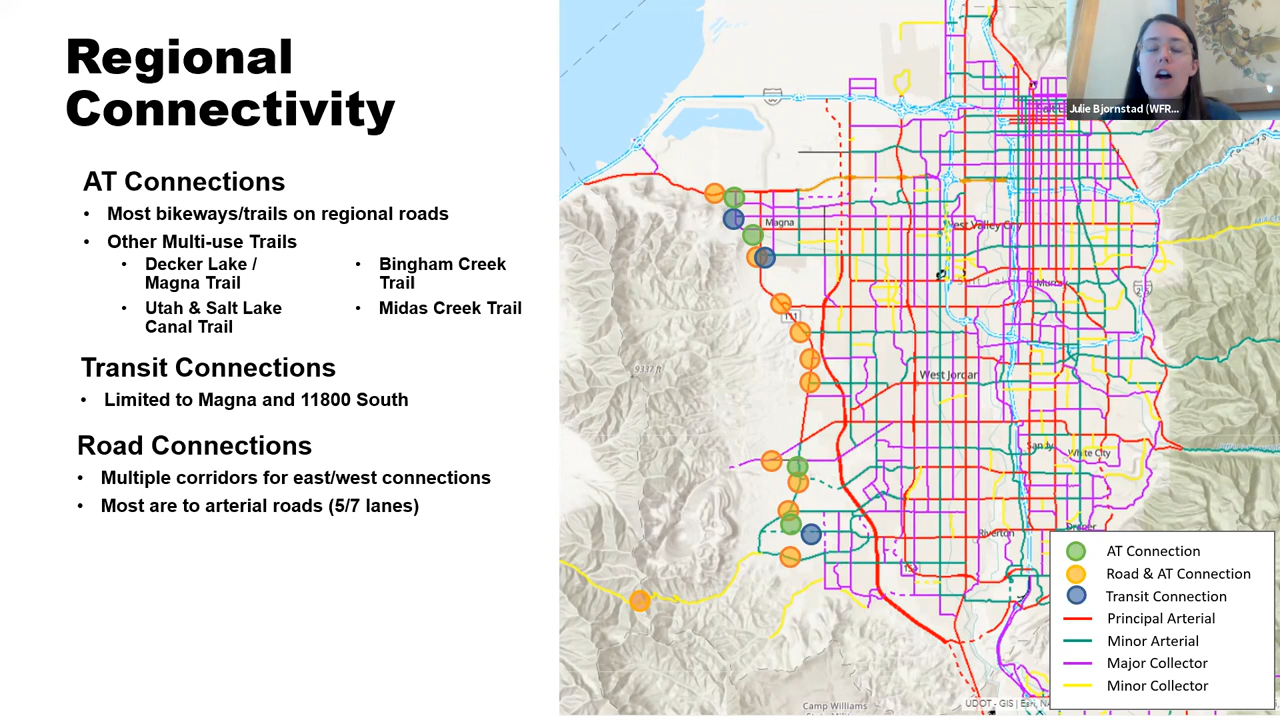 Regional
Connectivity
AT Connections
• Most bikeways/trails on regional roads
• Other Multi-use Trails
• Decker Lake /
Magna Trail
• Utah & Salt Lake
Canal Trail
• Bingham Creek
Trail
• Midas Creek Trail
Transit Connections
• Limited to Magna and 11800 South
Road Connections
• Multiple corridors for east/west connections
• Most are to arterial roads (5/7 lanes)
Julie Bjornstad (WFR...
Magna
West Valley City
Murray
111
9337 ft
West Jordan
Sandy
White City
Riverton
Draper
Camp Williams
UDOT - GIS | Esri, NA
AT Connection
Road & AT Connection
Transit Connection
Principal Arterial
Minor Arterial
Major Collector
Minor Collector